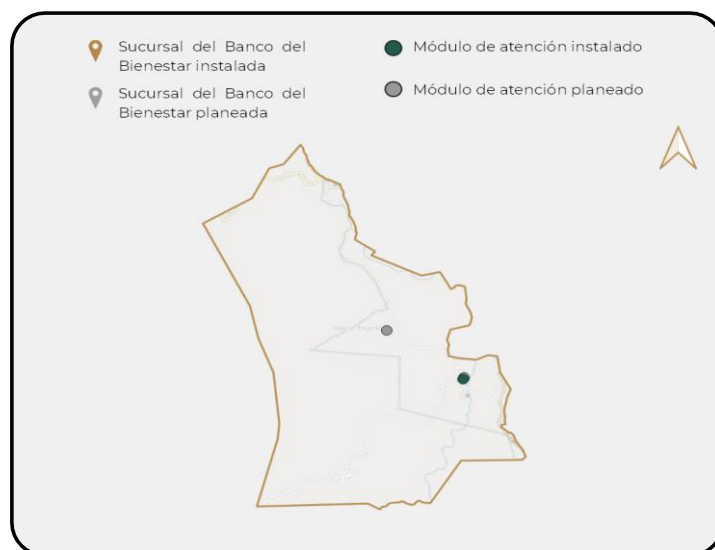 Sucursal del Banco del
Bienestar instalada
Sucursal del Banco del
Bienestar planeada
Módulo de atención instalado
Módulo de atención planeado